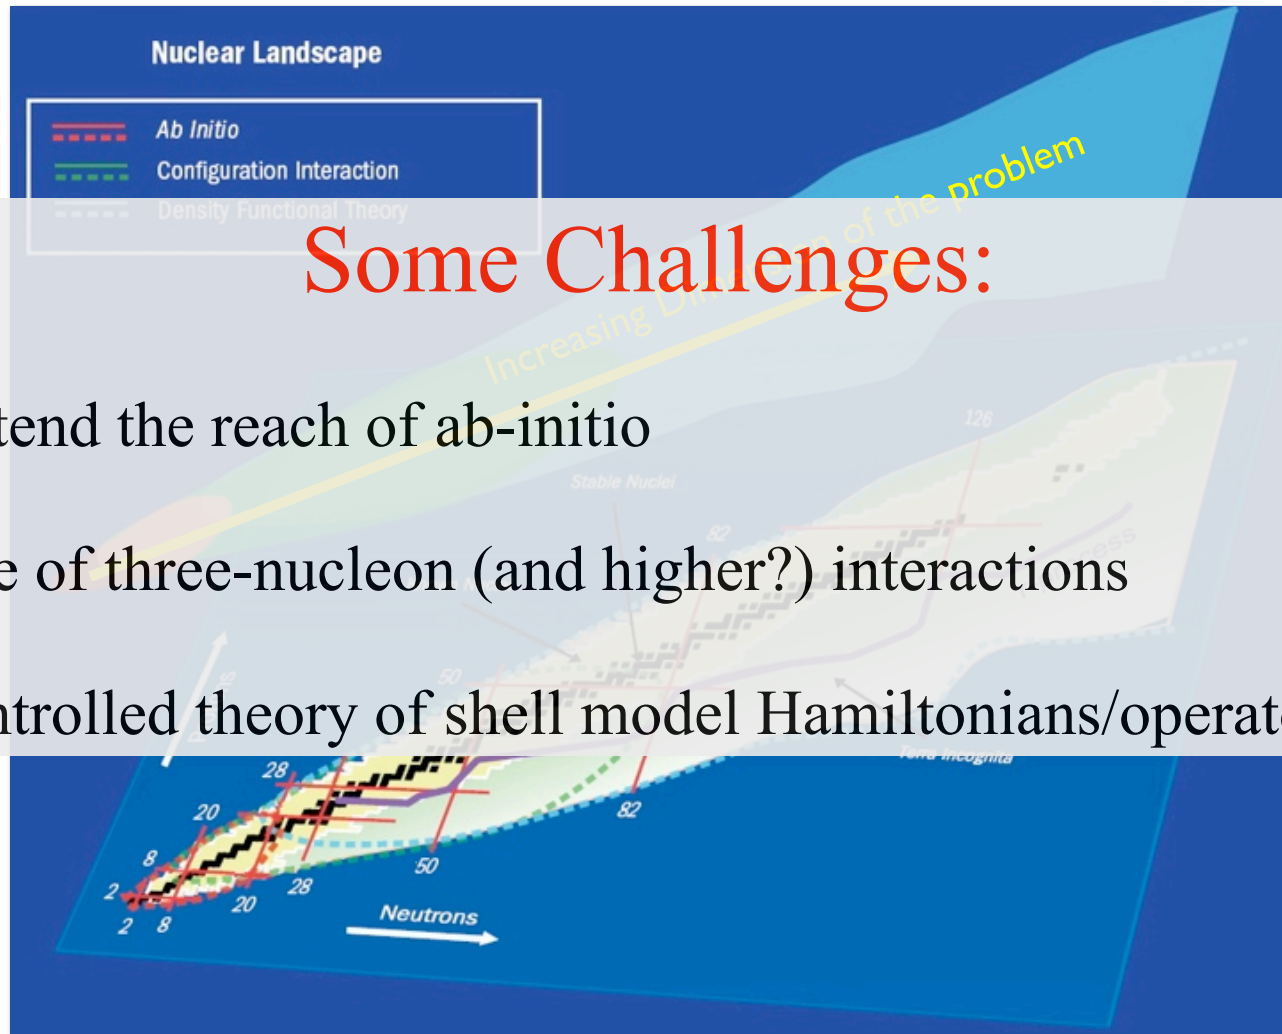 Nuclear Landscape
Ab Initio
Configuration Interaction
Density Functional Theory
Increasing Dimension of the problem
Some Challenges:
tend the reach of ab-initio
126
Stable Nuclei
82
e of three-nucleon (and higher?) interactions
50
ntrolled theory of shell model Hamiltonians/operat
Terra Incognita
28
82
20
8
50
2
28
20
2 8
Neutrons